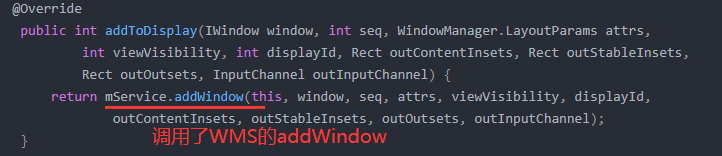 @Override
public int addToDisplay(IWindow window, int seq, WindowManager.LayoutParams attrs,
int viewVisibility, int displayId, Rect outContentInsets, Rect outStableInsets,
Rect outOutsets, InputChannel outInputChannel) {
return mService.addWindow(this, window, seq, attrs, viewVisibility, displayId,
outContentInsets, outStableInsets, outOutsets, outInputChannel);
调用了WMS的addWindow
}